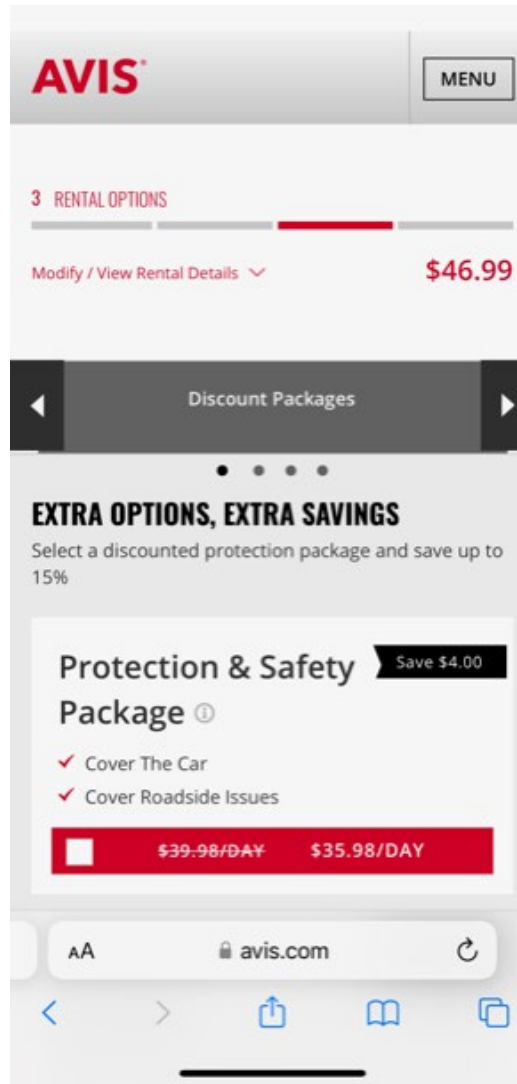 AVIS
MENU
3 RENTAL OPTIONS
Modify / View Rental Details
$46.99
Discount Packages
EXTRA OPTIONS, EXTRA SAVINGS
Select a discounted protection package and save up to
15%
Protection & Safety
Save $4.00
Package
Cover The Car
Cover Roadside Issues
$39.98/DAY $35.98/DAY
AA
avis.com